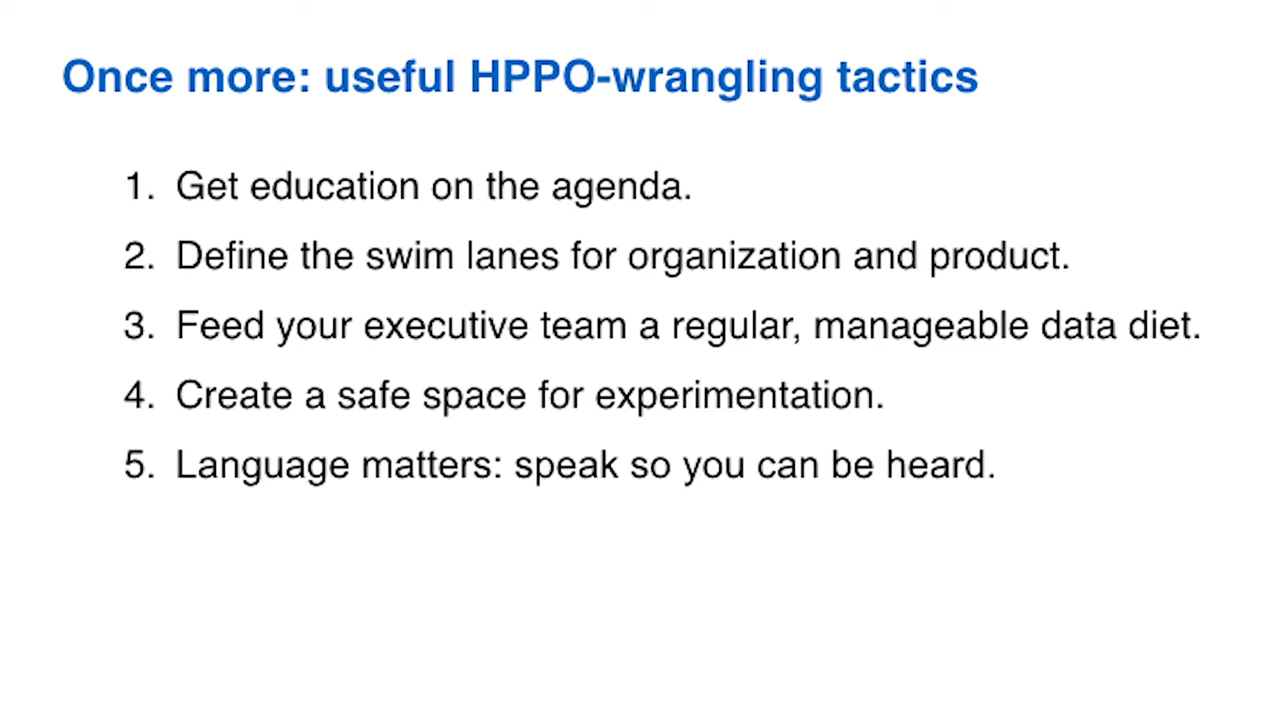 Once more: useful HPPO-wrangling tactics
1. Get education on the agenda.
2. Define the swim lanes for organization and product.
3. Feed your executive team a regular, manageable data diet.
4. Create a safe space for experimentation.
5. Language matters: speak so you can be heard.